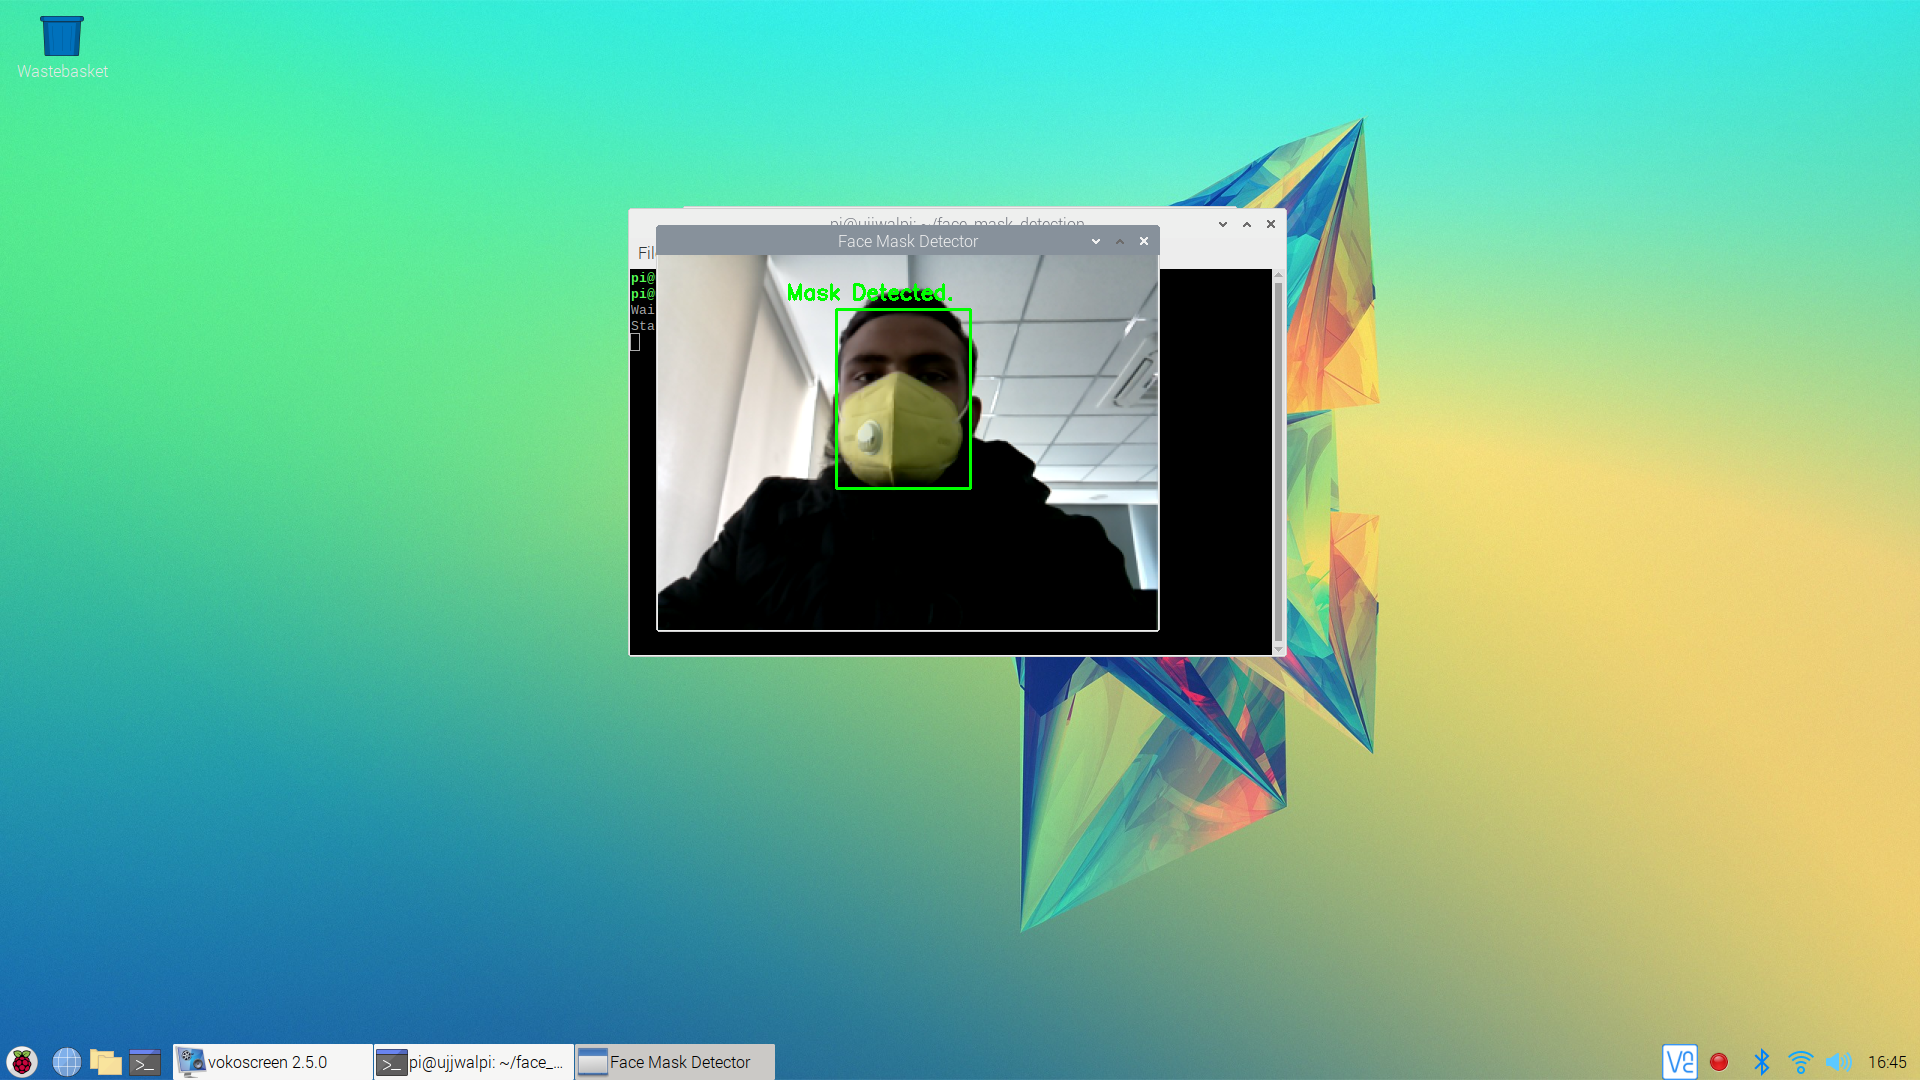 Wastebasket
pi@ujjwalpi: ~/face_mask_detection
Face Mask Detector
Fil
pi@
pi@
Wai
Sta
Mask Detected.
vokoscreen 2.5.0
pi@ujjwalpi: ~/face_...
Face Mask Detector
16:45